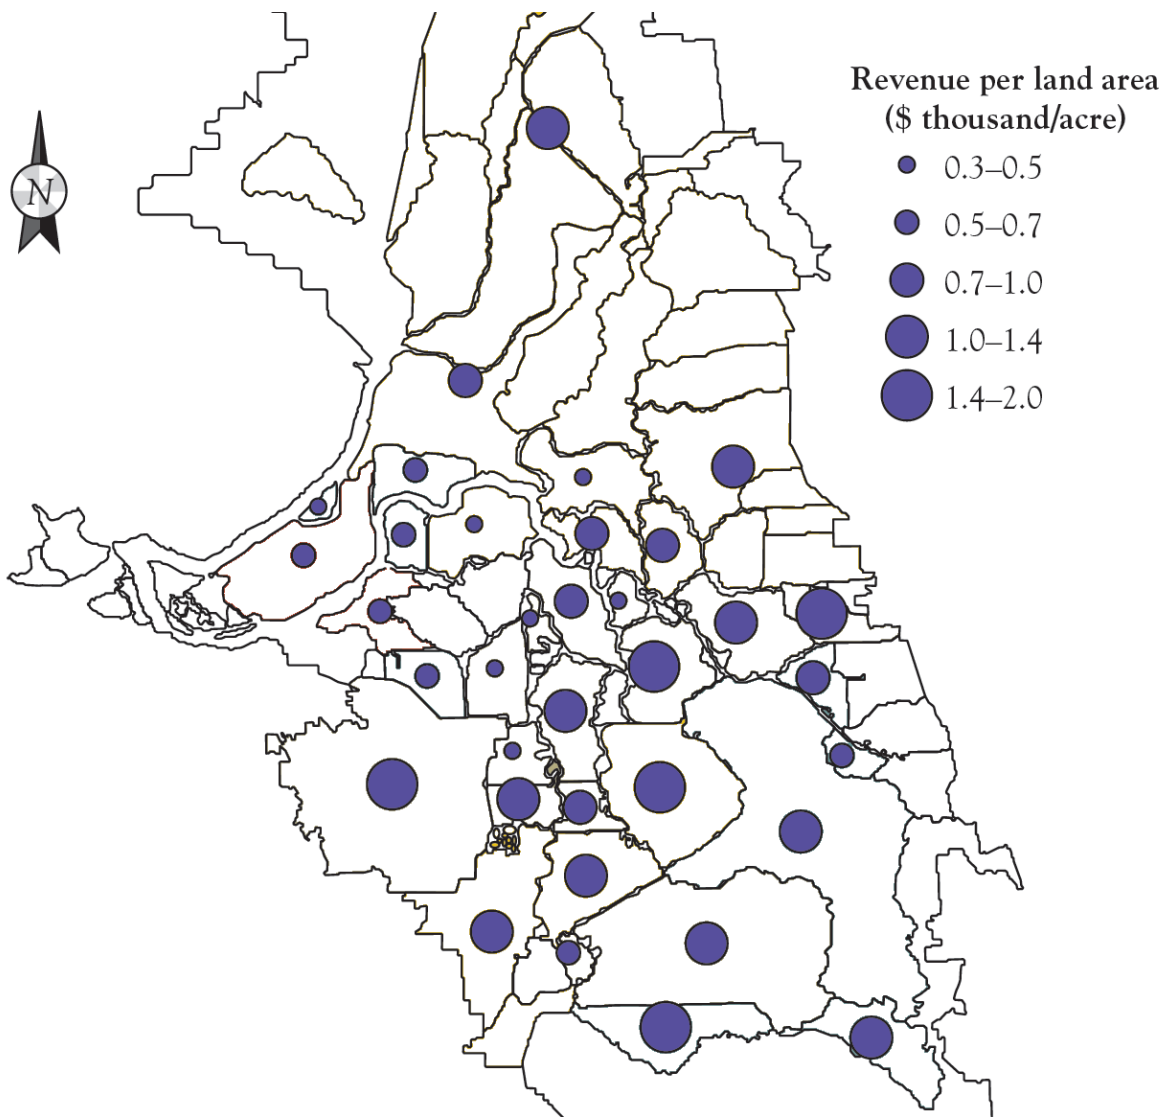 Revenue per land area
($ thousand/acre)
N
0.3–0.5
0.5–0.7
0.7–1.0
1.0–1.4
1.4–2.0